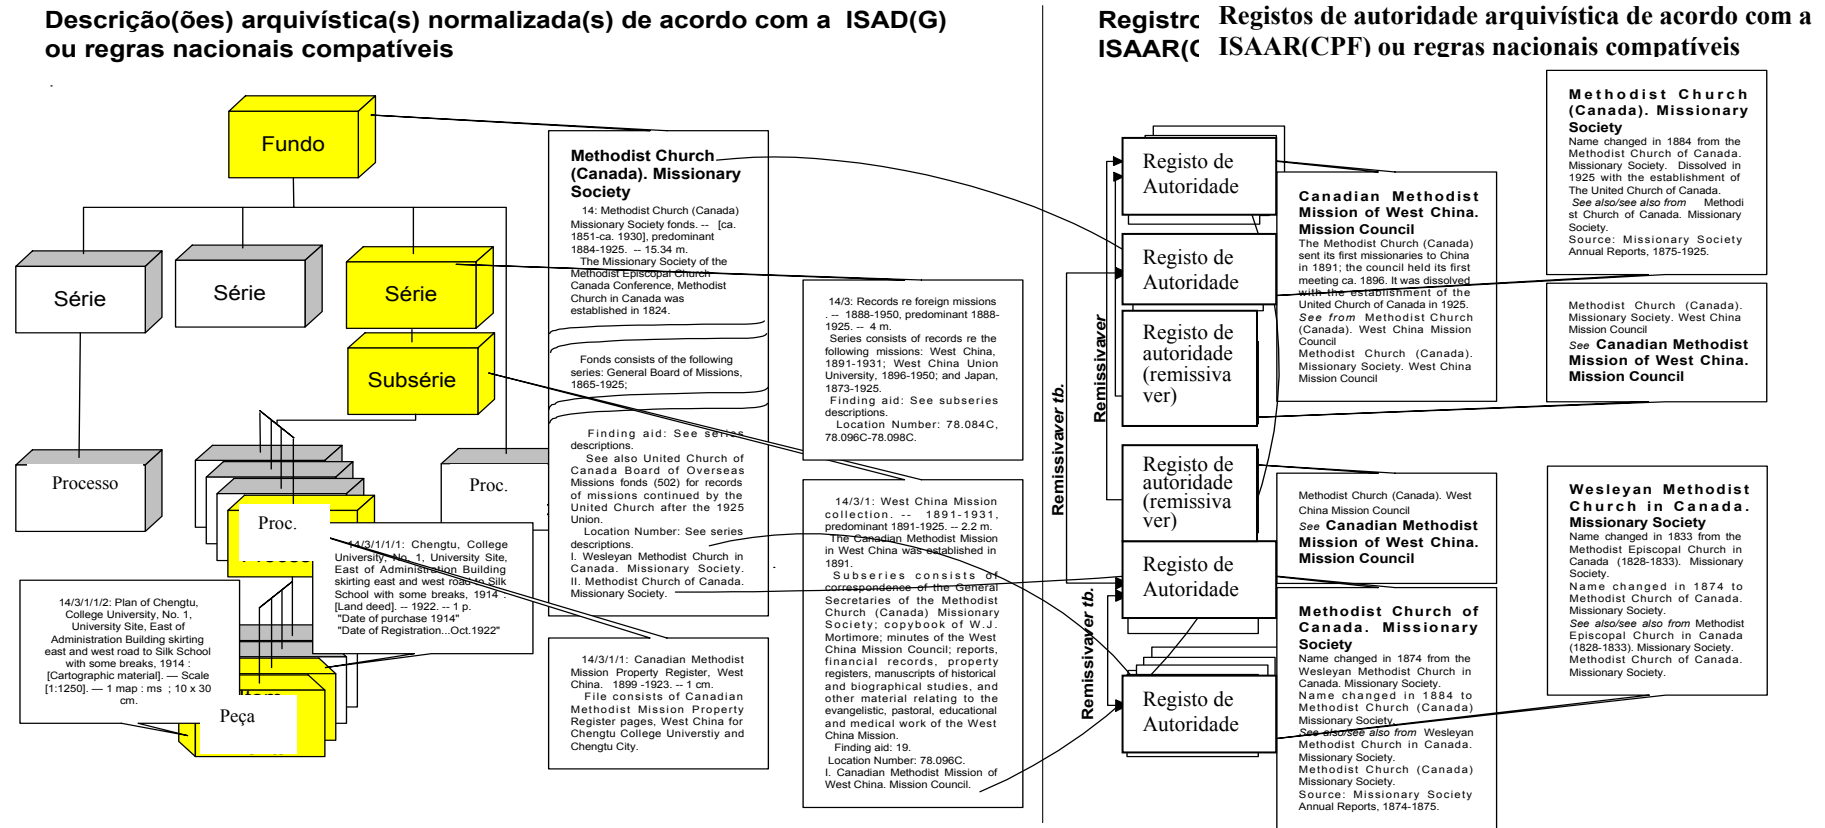 Descrição(ões) arquivística(s) normalizada(s) de acordo com a ISAD(G)
ou regras nacionais compatíveis
Registos de autoridade arquivística de acordo com a
ISAAR(CPF) ou regras nacionais compatíveis
Fundo
Série
Série
Série
Subsérie
Processo
Proc.
Proc.
Peça
Methodist Church
(Canada). Missionary
Society
14: Methodist Church (Canada)
Missionary Society fonds. -- [ca.
1851-ca. 1930], predominant
1884-1925. -- 15.34 m.
The Missionary Society of the
Methodist Episcopal Church
Canada Conference, Methodist
Church in Canada was
established in 1824.
Fonds consists of the following
series: General Board of Missions,
1865-1925;
Finding aid: See series
descriptions.
See also United Church of
Canada Board of Overseas
Missions fonds (502) for records
of missions continued by the
United Church after the 1925
Union.
Location Number: See series
descriptions.
I. Wesleyan Methodist Church in
Canada. Missionary Society.
II. Methodist Church of Canada.
Missionary Society.
14/3: Records re foreign missions
. -- 1888-1950, predominant 1888-
1925. -- 4 m.
Series consists of records re the
following missions: West China,
1891-1931; West China Union
University, 1896-1950; and Japan,
1873-1925.
Finding aid: See subseries
descriptions.
Location Number: 78.084C,
78.096C-78.098C.
14/3/1: West China Mission
collection. -- 1891-1931,
predominant 1891-1925. -- 2.2 m.
The Canadian Methodist Mission
in West China was established in
1891.
Subseries consists of
correspondence of the General
Secretaries of the Methodist
Church (Canada) Missionary
Society; copybook of W.J.
Mortimore; minutes of the West
China Mission Council; reports,
financial records, property
registers, manuscripts of historical
and biographical studies, and
other material relating to the
evangelistic, pastoral, educational
and medical work of the West
China Mission.
Finding aid: 19.
Location Number: 78.096C.
I. Canadian Methodist Mission of
West China. Mission Council.
14/3/1/1/1: Chengtu, College
University, No. 1, University Site,
East of Administration Building
skirting east and west road to Silk
School with some breaks, 1914 :
[Land deed]. -- 1922. -- 1 p.
"Date of purchase 1914"
"Date of Registration...Oct.1922"
14/3/1/1/2: Plan of Chengtu,
College University, No. 1,
University Site, East of
Administration Building skirting
east and west road to Silk School
with some breaks, 1914 :
[Cartographic material]. — Scale
[1:1250]. — 1 map : ms ; 10 x 30
cm.
14/3/1/1: Canadian Methodist
Mission Property Register, West
China. 1899 -1923. -- 1 cm.
File consists of Canadian
Methodist Mission Property
Register pages, West China for
Chengtu College Universtiy and
Chengtu City.
Remissivaver tb.
Remissivaver
Remissivaver tb.
Registo de
Autoridade
Registo de
Autoridade
Registo de
autoridade
(remissiva
ver)
Registo de
autoridade
(remissiva
ver)
Registo de
Autoridade
Registo de
Autoridade
Canadian Methodist
Mission of West China.
Mission Council
The Methodist Church (Canada)
sent its first missionaries to China
in 1891; the council held its first
meeting ca. 1896. It was dissolved
with the establishment of the
United Church of Canada in 1925.
See from Methodist Church
(Canada). West China Mission
Council
Methodist Church (Canada).
Missionary Society. West China
Mission Council
Methodist Church (Canada). West
China Mission Council
See Canadian Methodist
Mission of West China.
Mission Council
Methodist Church of
Canada. Missionary
Society
Name changed in 1874 from the
Wesleyan Methodist Church in
Canada. Missionary Society.
Name changed in 1884 to
Methodist Church (Canada)
Missionary Society.
See also/see also from Wesleyan
Methodist Church in Canada.
Missionary Society.
Methodist Church (Canada)
Missionary Society.
Source: Missionary Society
Annual Reports, 1874-1875.
Methodist Church
(Canada). Missionary
Society
Name changed in 1884 from the
Methodist Church of Canada.
Missionary Society. Dissolved in
1925 with the establishment of
The United Church of Canada.
See also/see also from Methodi
st Church of Canada. Missionary
Society.
Source: Missionary Society
Annual Reports, 1875-1925.
Methodist Church (Canada).
Missionary Society. West China
Mission Council
See Canadian Methodist
Mission of West China.
Mission Council
Wesleyan Methodist
Church in Canada.
Missionary Society
Name changed in 1833 from the
Methodist Episcopal Church in
Canada (1828-1833). Missionary
Society.
Name changed in 1874 to
Methodist Church of Canada.
Missionary Society.
See also/see also from Methodist
Episcopal Church in Canada
(1828-1833). Missionary Society.
Methodist Church of Canada.
Missionary Society.